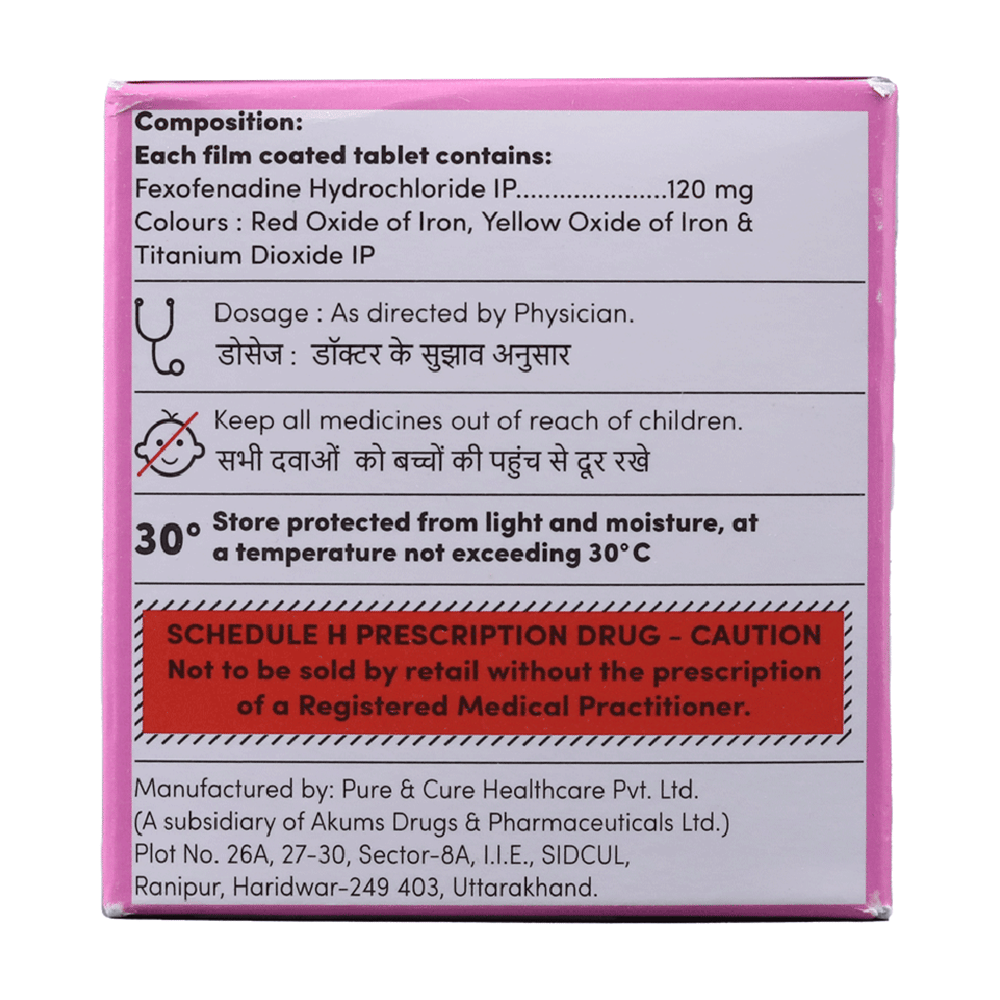 Composition:
Each film coated tablet contains:
Fexofenadine Hydrochloride IP......................120 mg
Colours : Red Oxide of Iron, Yellow Oxide of Iron &
Titanium Dioxide IP
Dosage : As directed by Physician.
डोसेज : डॉक्टर के सुझाव अनुसार
Keep all medicines out of reach of children.
सभी दवाओं को बच्चों की पहुंच से दूर रखे
30° Store protected from light and moisture, at
a temperature not exceeding 30°C
SCHEDULE H PRESCRIPTION DRUG - CAUTION
Not to be sold by retail without the prescription
of a Registered Medical Practitioner.
Manufactured by: Pure & Cure Healthcare Pvt. Ltd.
(A subsidiary of Akums Drugs & Pharmaceuticals Ltd.)
Plot No. 26A, 27-30, Sector-8A, I.I.E., SIDCUL,
Ranipur, Haridwar-249 403, Uttarakhand.